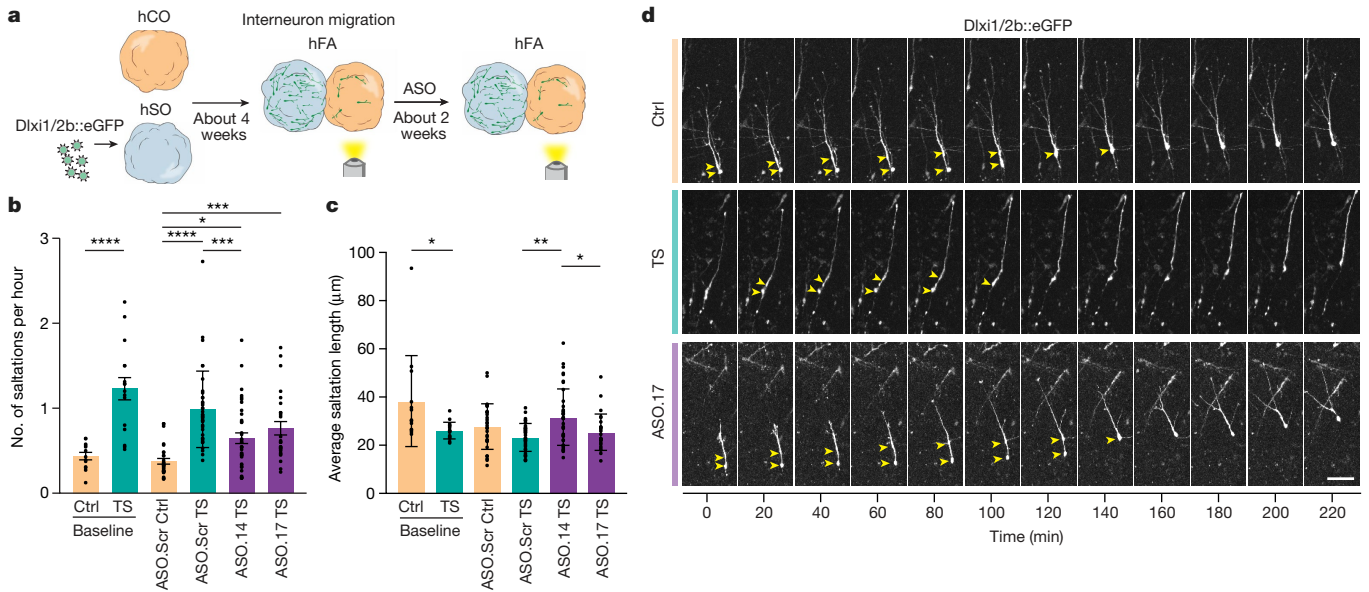 a
hCO
hSO
Dlxi1/2b::eGFP
About 4
weeks
Interneuron migration
hFA
ASO
About 2
weeks
hFA
b
No. of saltations per hour
3
2
1
0
****
***
*
****
***
Ctrl
TS
Baseline
ASO.Scr Ctrl
ASO.Scr TS
ASO.14 TS
ASO.17 TS
c
Average saltation length (μm)
100
80
60
40
20
0
*
**
*
Ctrl
TS
Baseline
ASO.Scr Ctrl
ASO.Scr TS
ASO.14 TS
ASO.17 TS
d
Dlxi1/2b::eGFP
Ctrl
TS
ASO.17
0 20 40 60 80 100 120 140 160 180 200 220
Time (min)